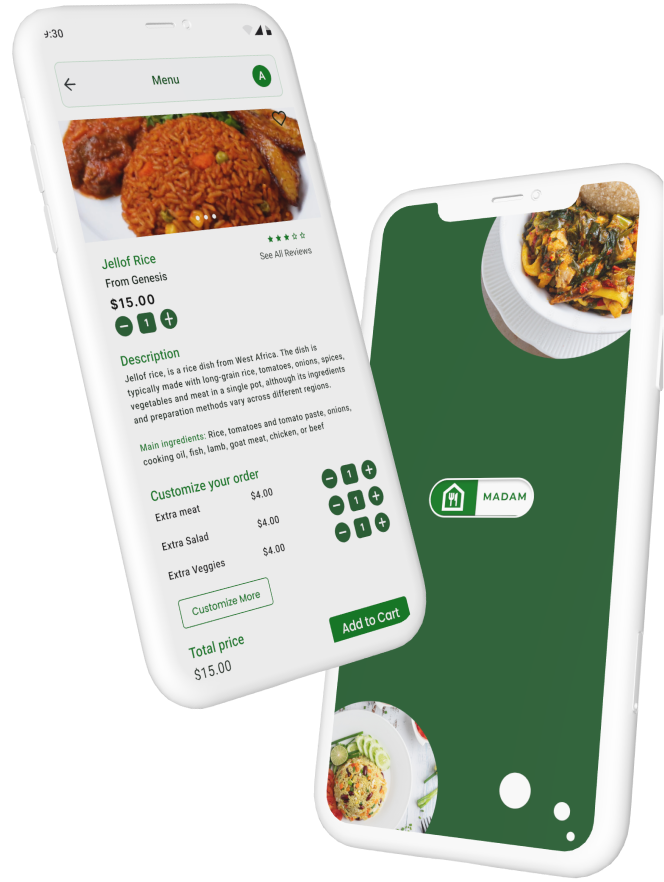 9:30
Menu
A
Jellof Rice
See All Reviews
From Genesis
$15.00
1
Description
Jellof rice, is a rice dish from West Africa. The dish is
typically made with long-grain rice, tomatoes, onions, spices,
vegetables and meat in a single pot, although its ingredients
and preparation methods vary across different regions.
Main ingredients: Rice, tomatoes and tomato paste, onions,
cooking oil, fish, lamb, goat meat, chicken, or beef
Customize your order
Extra meat $4.00 1
Extra Salad $4.00 1
Extra Veggies $4.00 1
Customize More
Total price
$15.00
Add to Cart
MADAM